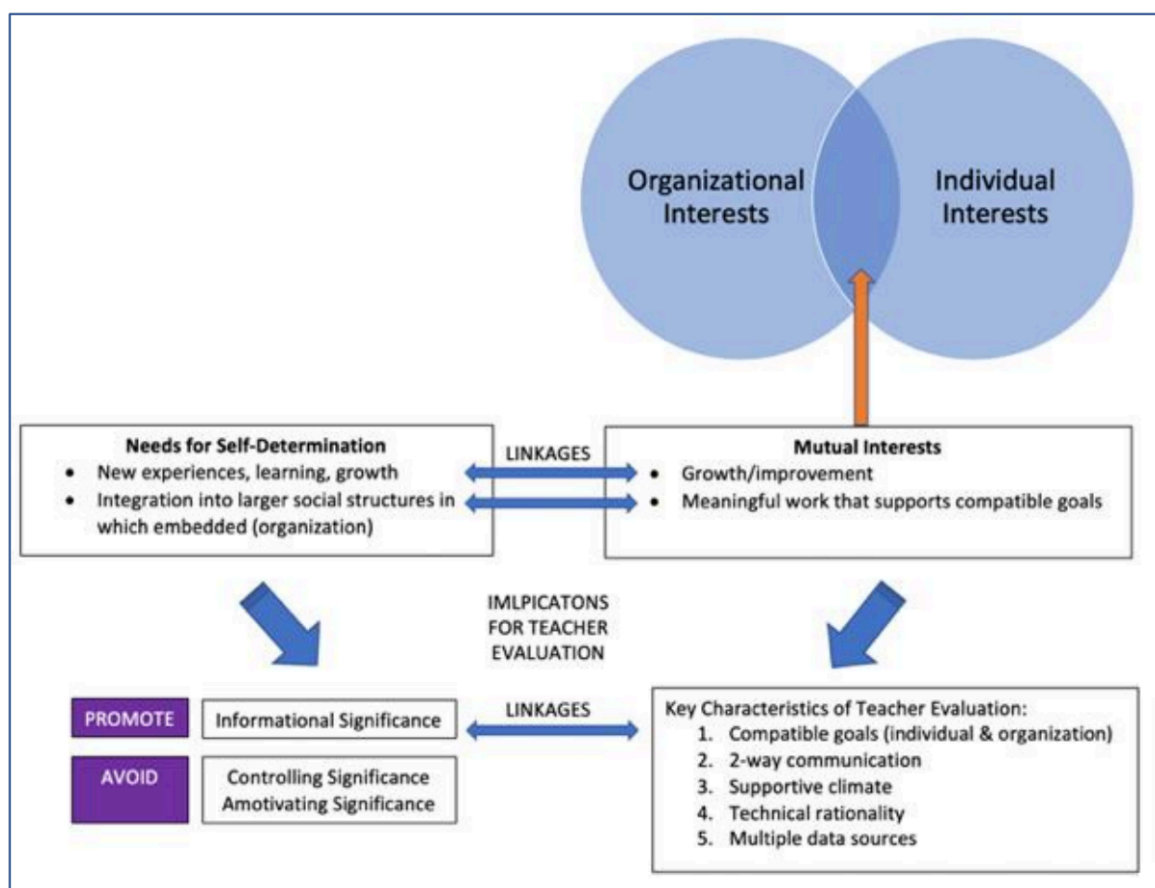 Organizational
Interests
Individual
Interests
Needs for Self-Determination
• New experiences, learning, growth
• Integration into larger social structures in
which embedded (organization)
LINKAGES
Mutual Interests
• Growth/improvement
• Meaningful work that supports compatible goals
IMLPICATONS
FOR TEACHER
EVALUATION
PROMOTE
Informational Significance
AVOID
Controlling Significance
Amotivating Significance
LINKAGES
Key Characteristics of Teacher Evaluation:
1. Compatible goals (individual & organization)
2. 2-way communication
3. Supportive climate
4. Technical rationality
5. Multiple data sources